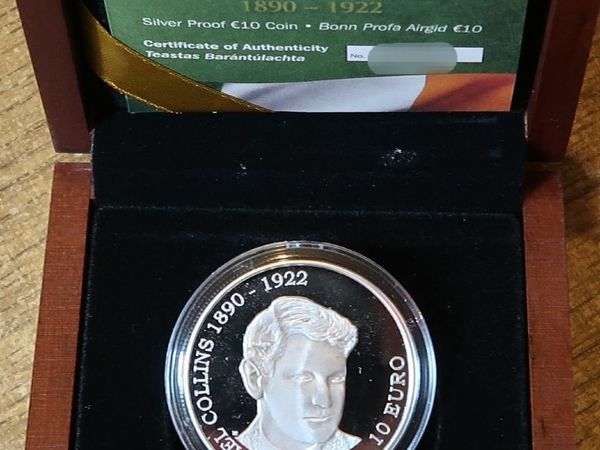 1890 – 1922
Silver Proof €10 Coin • Bonn Profa Airgid €10
Certificate of Authenticity
Teastas Barántúlachta
No.
EL COLLINS 1890 - 1922
10 EURO